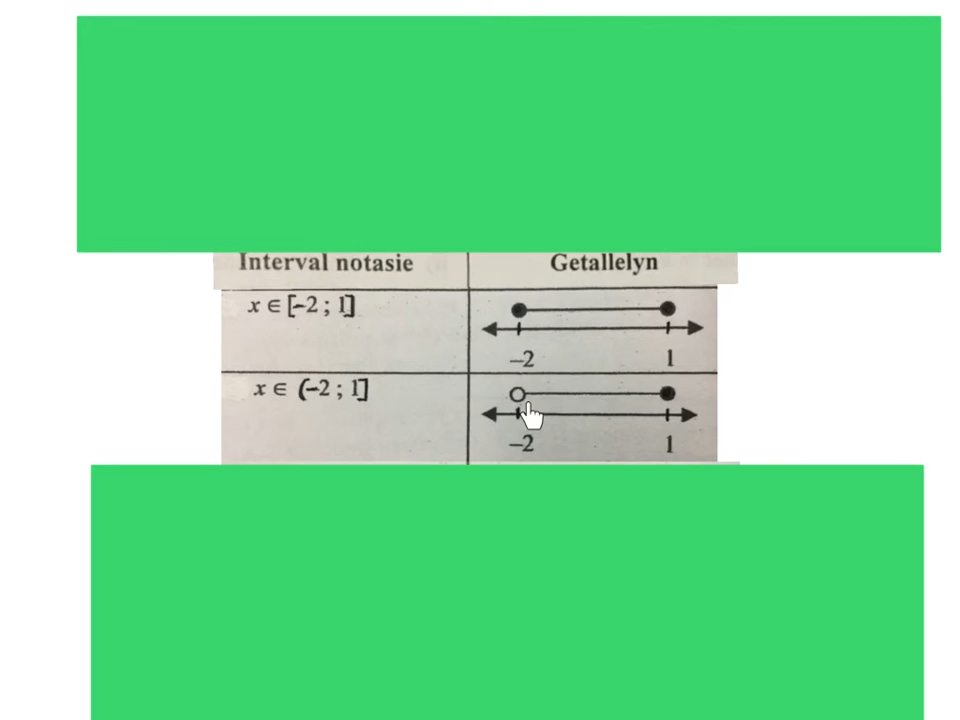 Interval notasie Getallelyn
x ∈ [–2 ; 1]
–2 1
x ∈ (–2 ; 1]
–2 1